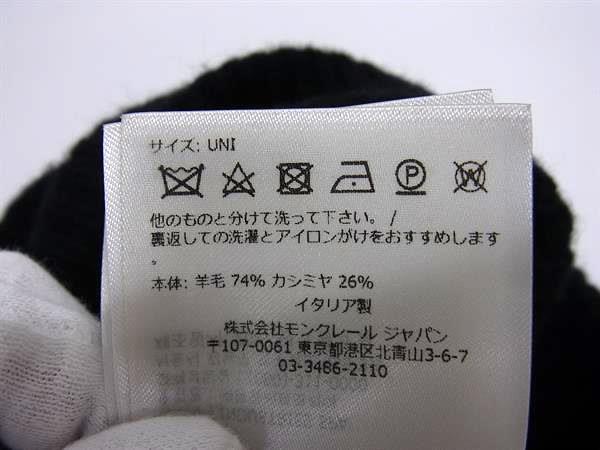 サイズ: UNI
P W
他のものと分けて洗って下さい。 /
裏返しての洗濯とアイロンがけをおすすめします
。
本体: 羊毛 74% カシミヤ 26%
イタリア製
株式会社モンクレール ジャパン
〒107-0061 東京都港区北青山3-6-7
03-3486-2110